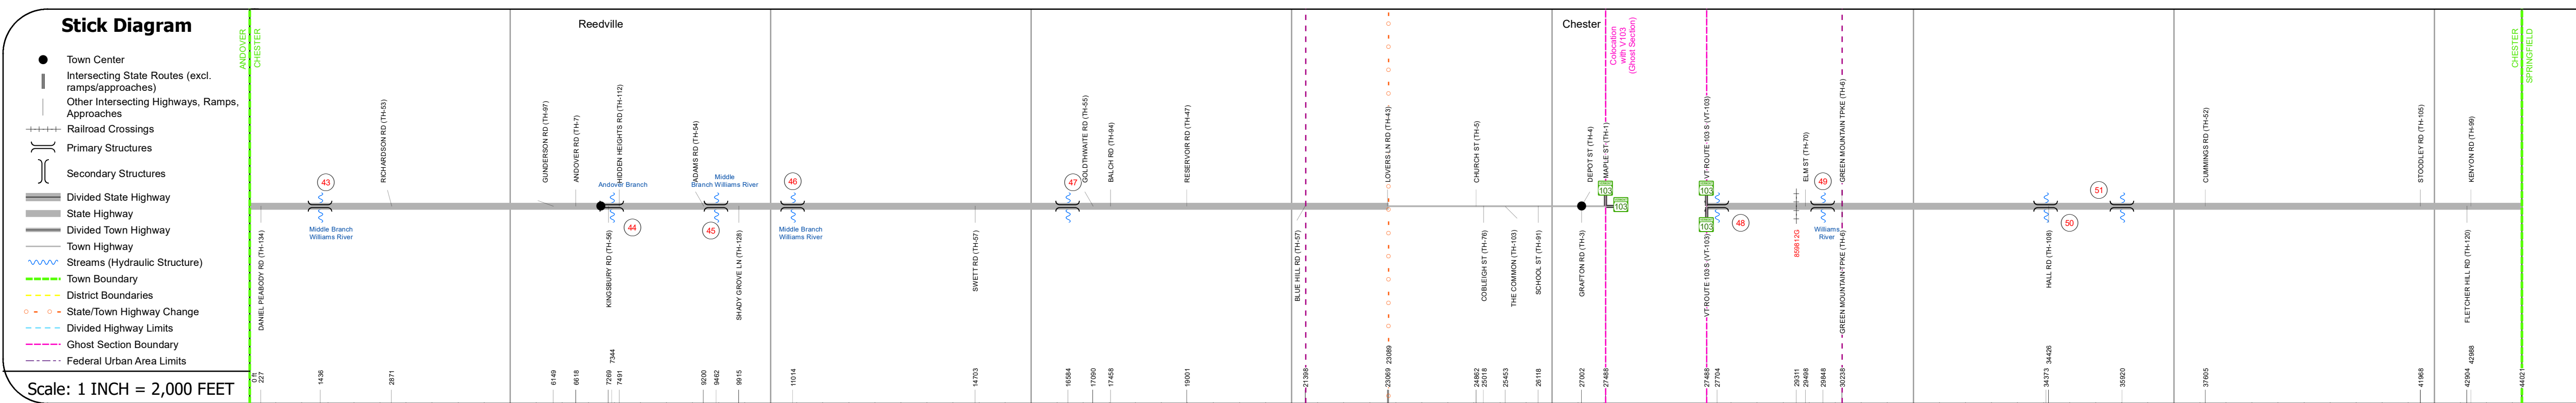 Stick Diagram
Town Center
Intersecting State Routes (excl.
ramps/approaches)
Other Intersecting Highways, Ramps,
Approaches
Railroad Crossings
Primary Structures
Secondary Structures
Divided State Highway
State Highway
Divided Town Highway
Town Highway
Streams (Hydraulic Structure)
Town Boundary
District Boundaries
State/Town Highway Change
Divided Highway Limits
Ghost Section Boundary
Federal Urban Area Limits
Scale: 1 INCH = 2,000 FEET
ANDOVER
CHESTER
Reedville
Chester
Colocation
with V103
(Ghost Section)
CHESTER
SPRINGFIELD
RICHARDSON RD (TH-53)
GUNDERSON RD (TH-97)
ANDOVER RD (TH-7)
HIDDEN HEIGHTS RD (TH-112)
ADAMS RD (TH-54)
GOLDTHWAITE RD (TH-55)
BALCH RD (TH-94)
RESERVOIR RD (TH-47)
LOVERS LN RD (TH-43)
CHURCH ST (TH-5)
DEPOT ST (TH-4)
MAPLE ST (TH-1)
VT ROUTE 103 S (VT-103)
ELM ST (TH-70)
GREEN MOUNTAIN TPKE (TH-6)
CUMMINGS RD (TH-52)
STOODLEY RD (TH-105)
KENYON RD (TH-99)
43
Andover Branch
Middle
Branch Williams River
46
47
49
51
103
103
103
103
Middle Branch
Williams River
44
45
Middle Branch
Williams River
48
Williams
River
50
DANIEL PEABODY RD (TH-134)
KINGSBURY RD (TH-56)
SHADY GROVE LN (TH-128)
SWETT RD (TH-57)
BLUE HILL RD (TH-57)
COBLEIGH ST (TH-76)
THE COMMON (TH-103)
SCHOOL ST (TH-91)
GRAFTON RD (TH-3)
VT ROUTE 103 S (VT-103)
859812G
GREEN MOUNTAIN TPKE (TH-6)
HALL RD (TH-108)
FLETCHER HILL RD (TH-120)
0 ft
227
1436
2871
6149
6618
7269
7344
7491
9200
9462
9915
11014
14703
16584
17090
17458
19001
21398
23069
23089
24862
25018
25453
26118
27002
27488
27488
27704
29311
29498
29848
30238
34373
34426
35920
37605
41968
42904
42988
44021